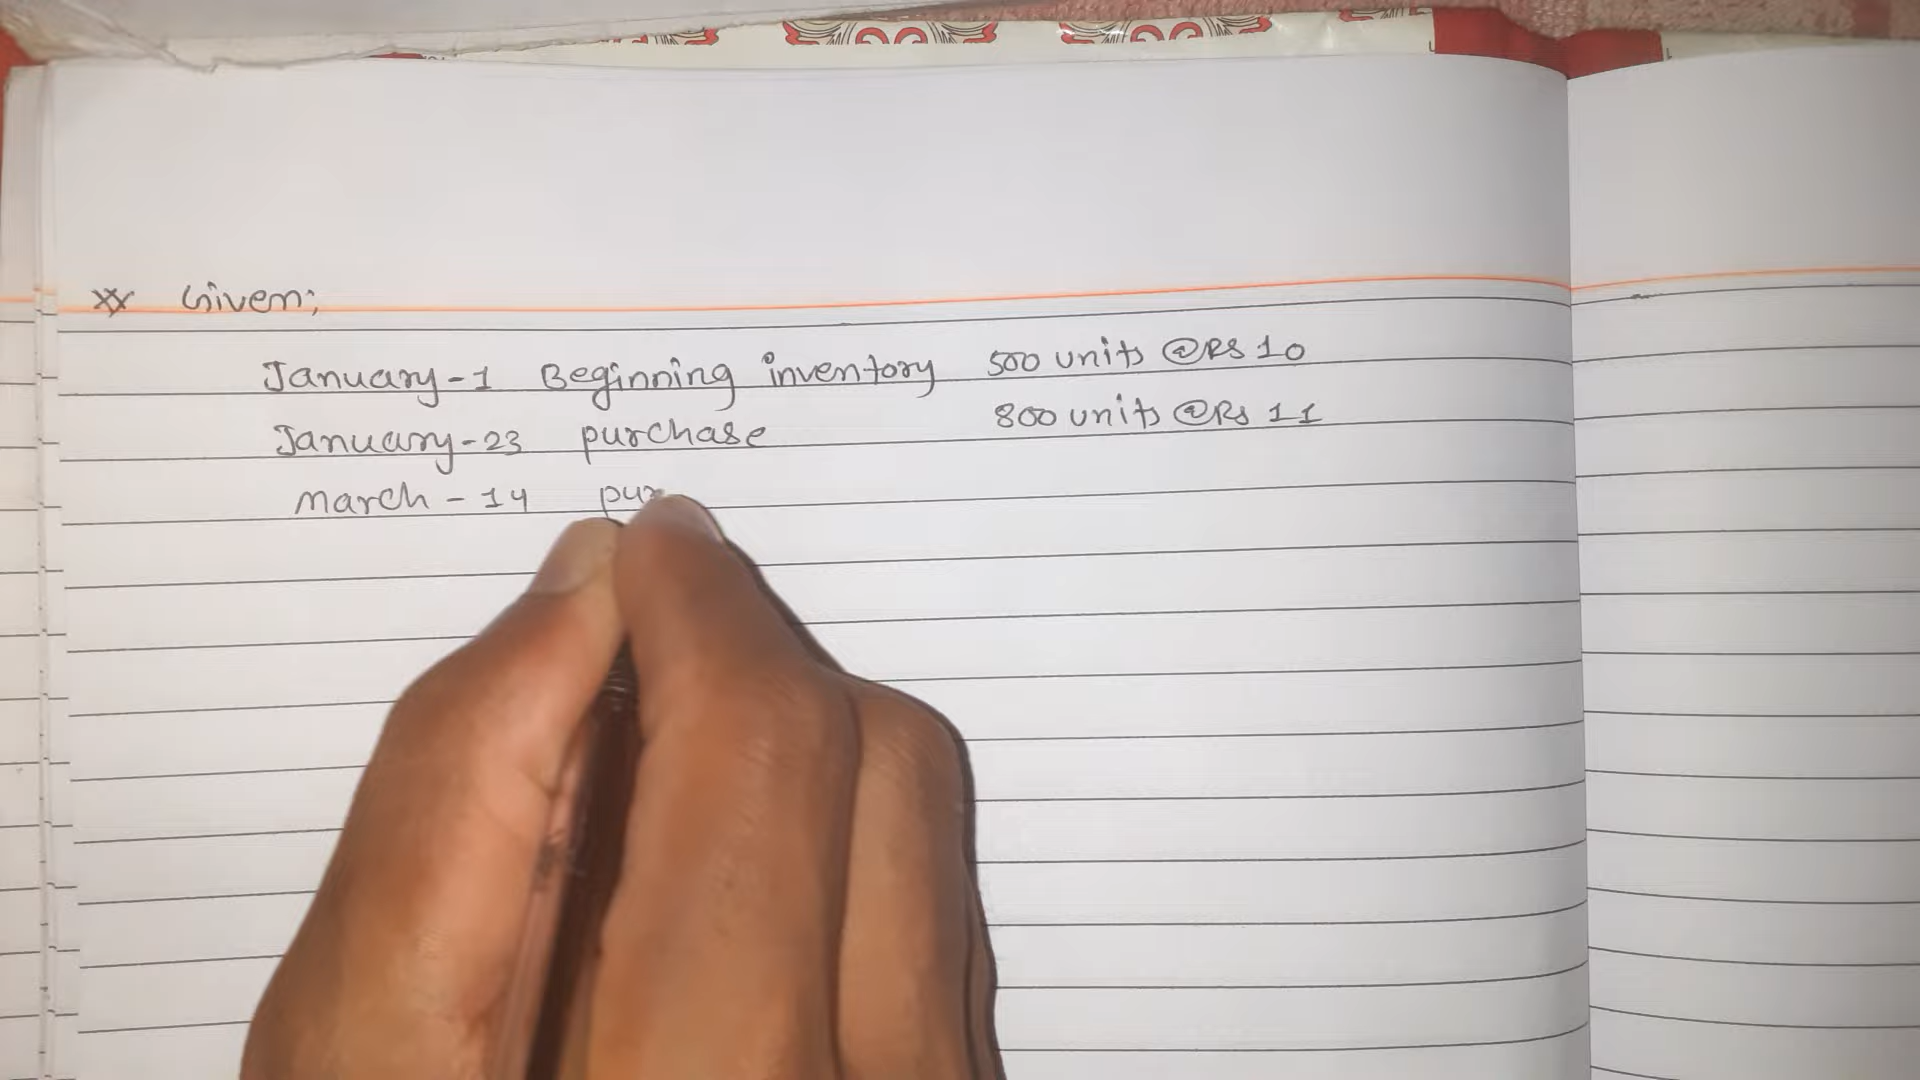 Given;
January-1 Beginning inventory 500 units @Rs 10
January-23 purchase 800 units @Rs 11
march - 14